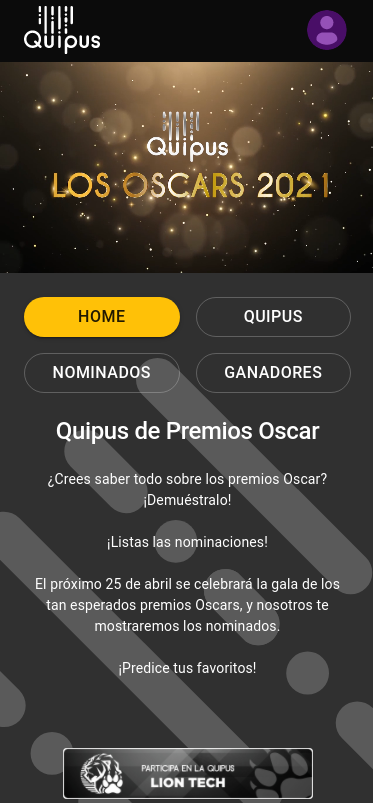 Quipus
Quipus
LOS OSCARS 2021
HOME
QUIPUS
NOMINADOS
GANADORES
Quipus de Premios Oscar
¿Crees saber todo sobre los premios Oscar?
¡Demuéstralo!
¡Listas las nominaciones!
El próximo 25 de abril se celebrará la gala de los
tan esperados premios Oscars, y nosotros te
mostraremos los nominados.
¡Predice tus favoritos!
PARTICIPA EN LA QUIPUS
LION TECH